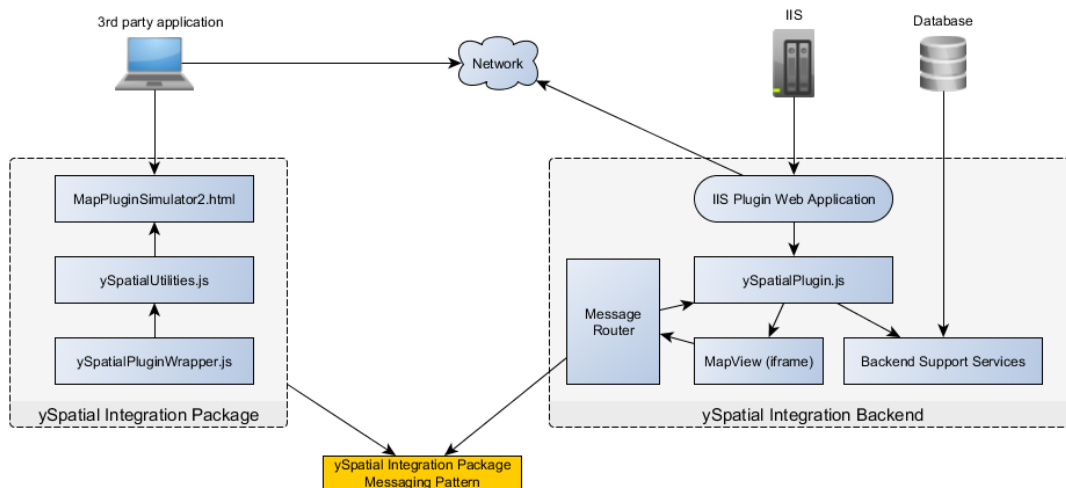 3rd party application
IIS
Database
Network
MapPluginSimulator2.html
IIS Plugin Web Application
ySpatialUtilities.js
ySpatialPlugin.js
Message
Router
ySpatialPluginWrapper.js
MapView (iframe)
Backend Support Services
ySpatial Integration Package
ySpatial Integration Backend
ySpatial Integration Package
Messaging Pattern